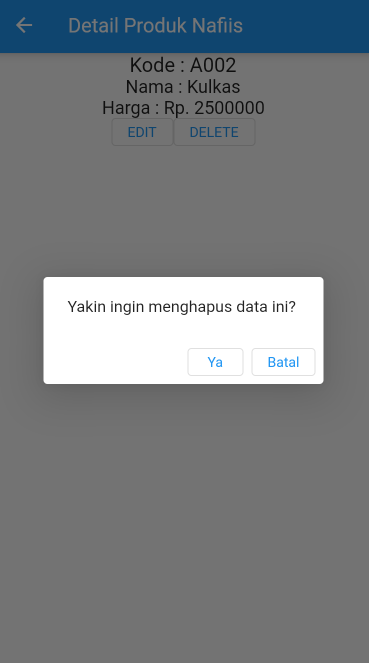 Detail Produk Nafiis
Kode : A002
Nama : Kulkas
Harga : Rp. 2500000
EDIT DELETE
Yakin ingin menghapus data ini?
Ya Batal